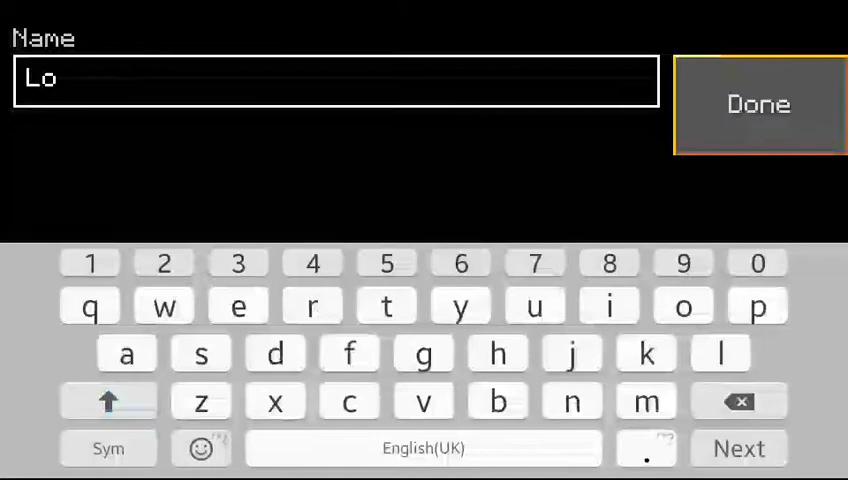 Name
Lo
Done
1 2 3 4 5 6 7 8 9 0
q w e r t y u i o p
a s d f g h j k l
z x c v b n m
Sym English(UK) . Next